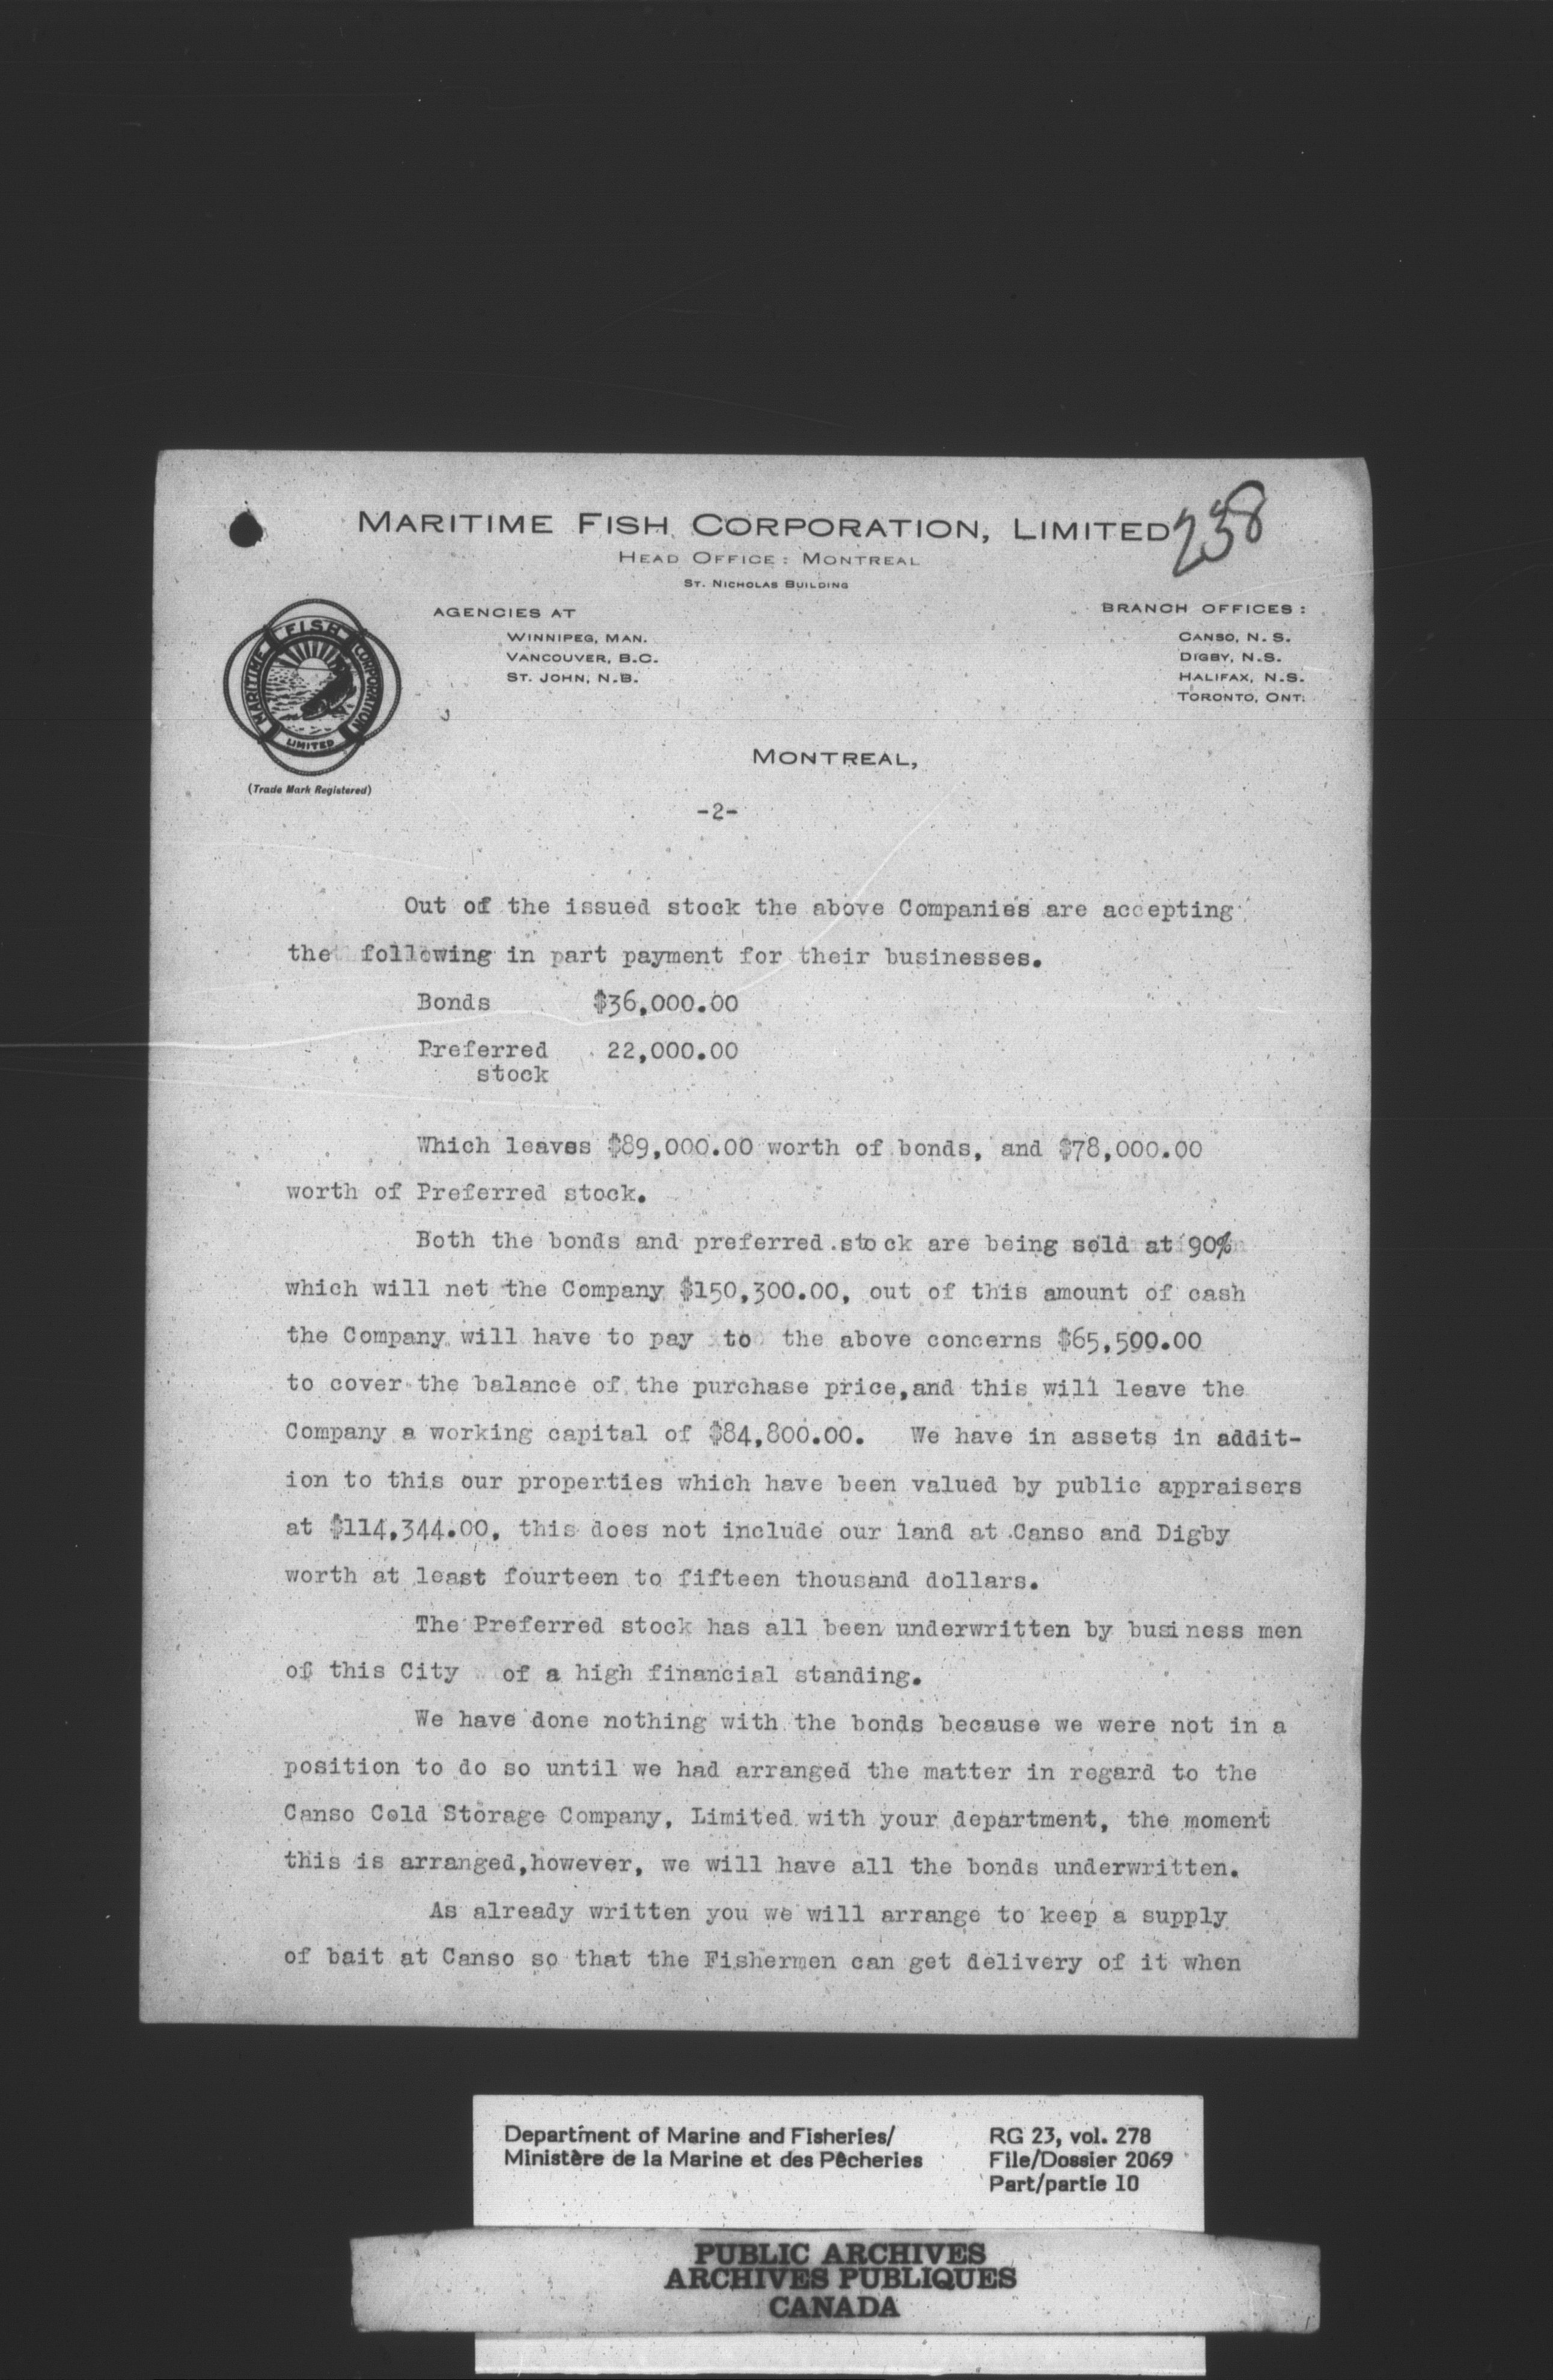 MARITIME FISH CORPORATION, LIMITED
238
HEAD OFFICE: MONTREAL
ST. NICHOLAS BUILDING
AGENCIES AT
WINNIPEG, MAN.
VANCOUVER, B.C.
ST. JOHN, N.B.
BRANCH OFFICES:
CANSO, N. S.
DIGBY, N.S.
HALIFAX, N.S.
TORONTO, ONT.
MARITIME FISH CORPORATION LIMITED
(Trade Mark Registered)
MONTREAL,
-2-
Out of the issued stock the above Companies are accepting
the following in part payment for their businesses.
Bonds $36,000.00
Preferred 22,000.00
stock
Which leaves $89,000.00 worth of bonds, and $78,000.00
worth of Preferred stock.
Both the bonds and preferred stock are being sold at 90%
which will net the Company $150,300.00, out of this amount of cash
the Company will have to pay to the above concerns $65,500.00
to cover the balance of the purchase price,and this will leave the
Company a working capital of $84,800.00. We have in assets in addit-
ion to this our properties which have been valued by public appraisers
at $114,344.00, this does not include our land at Canso and Digby
worth at least fourteen to fifteen thousand dollars.
The Preferred stock has all been underwritten by business men
of this City of a high financial standing.
We have done nothing with the bonds because we were not in a
position to do so until we had arranged the matter in regard to the
Canso Cold Storage Company, Limited with your department, the moment
this is arranged,however, we will have all the bonds underwritten.
As already written you we will arrange to keep a supply
of bait at Canso so that the Fishermen can get delivery of it when
Department of Marine and Fisheries/
Ministère de la Marine et des Pêcheries
RG 23, vol. 278
File/Dossier 2069
Part/partie 10
PUBLIC ARCHIVES
ARCHIVES PUBLIQUES
CANADA